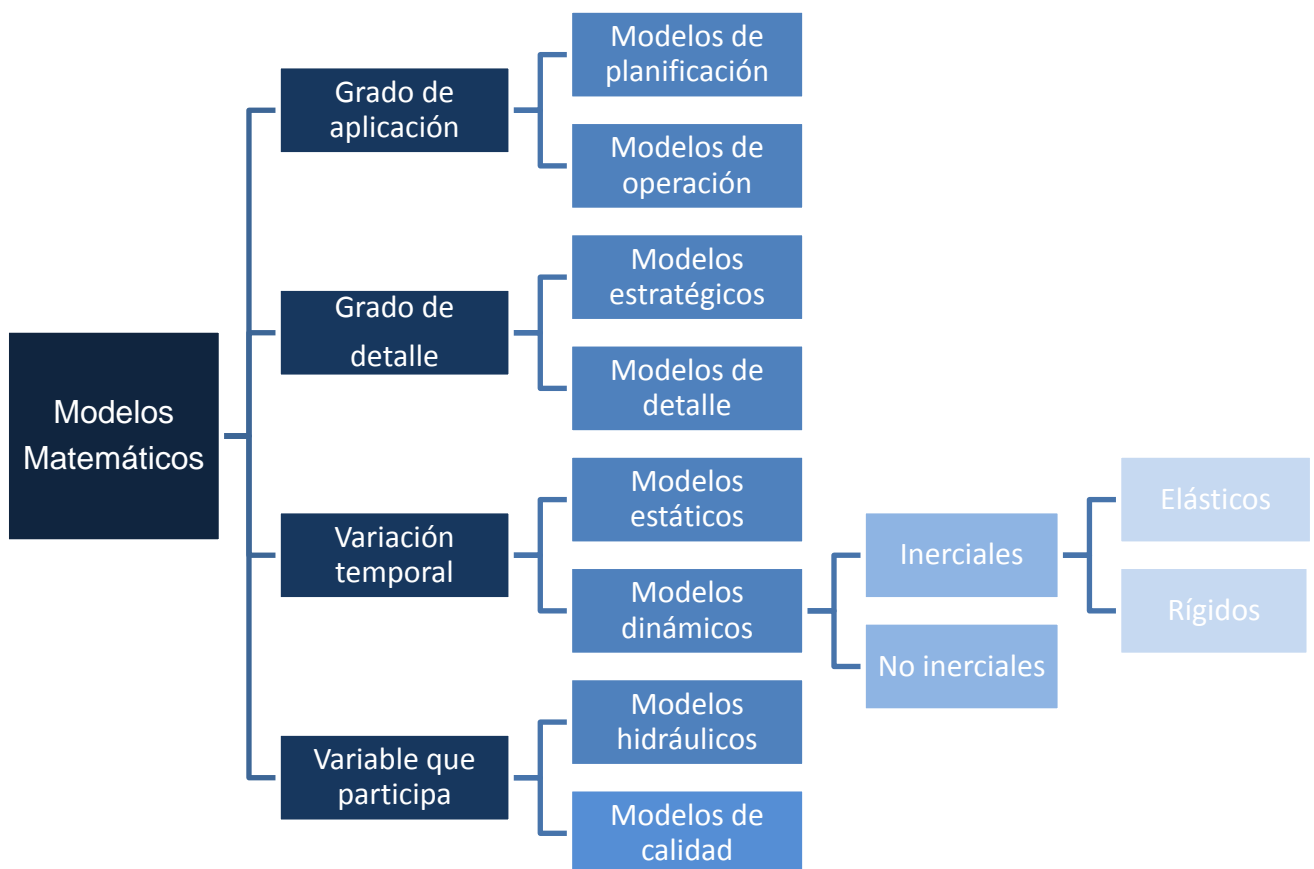 Modelos
Matemáticos
Grado de
aplicación
Modelos de
planificación
Modelos de
operación
Grado de
detalle
Modelos
estratégicos
Modelos de
detalle
Variación
temporal
Modelos
estáticos
Modelos
dinámicos
Inerciales
Elásticos
Rígidos
No inerciales
Variable que
participa
Modelos
hidráulicos
Modelos de
calidad